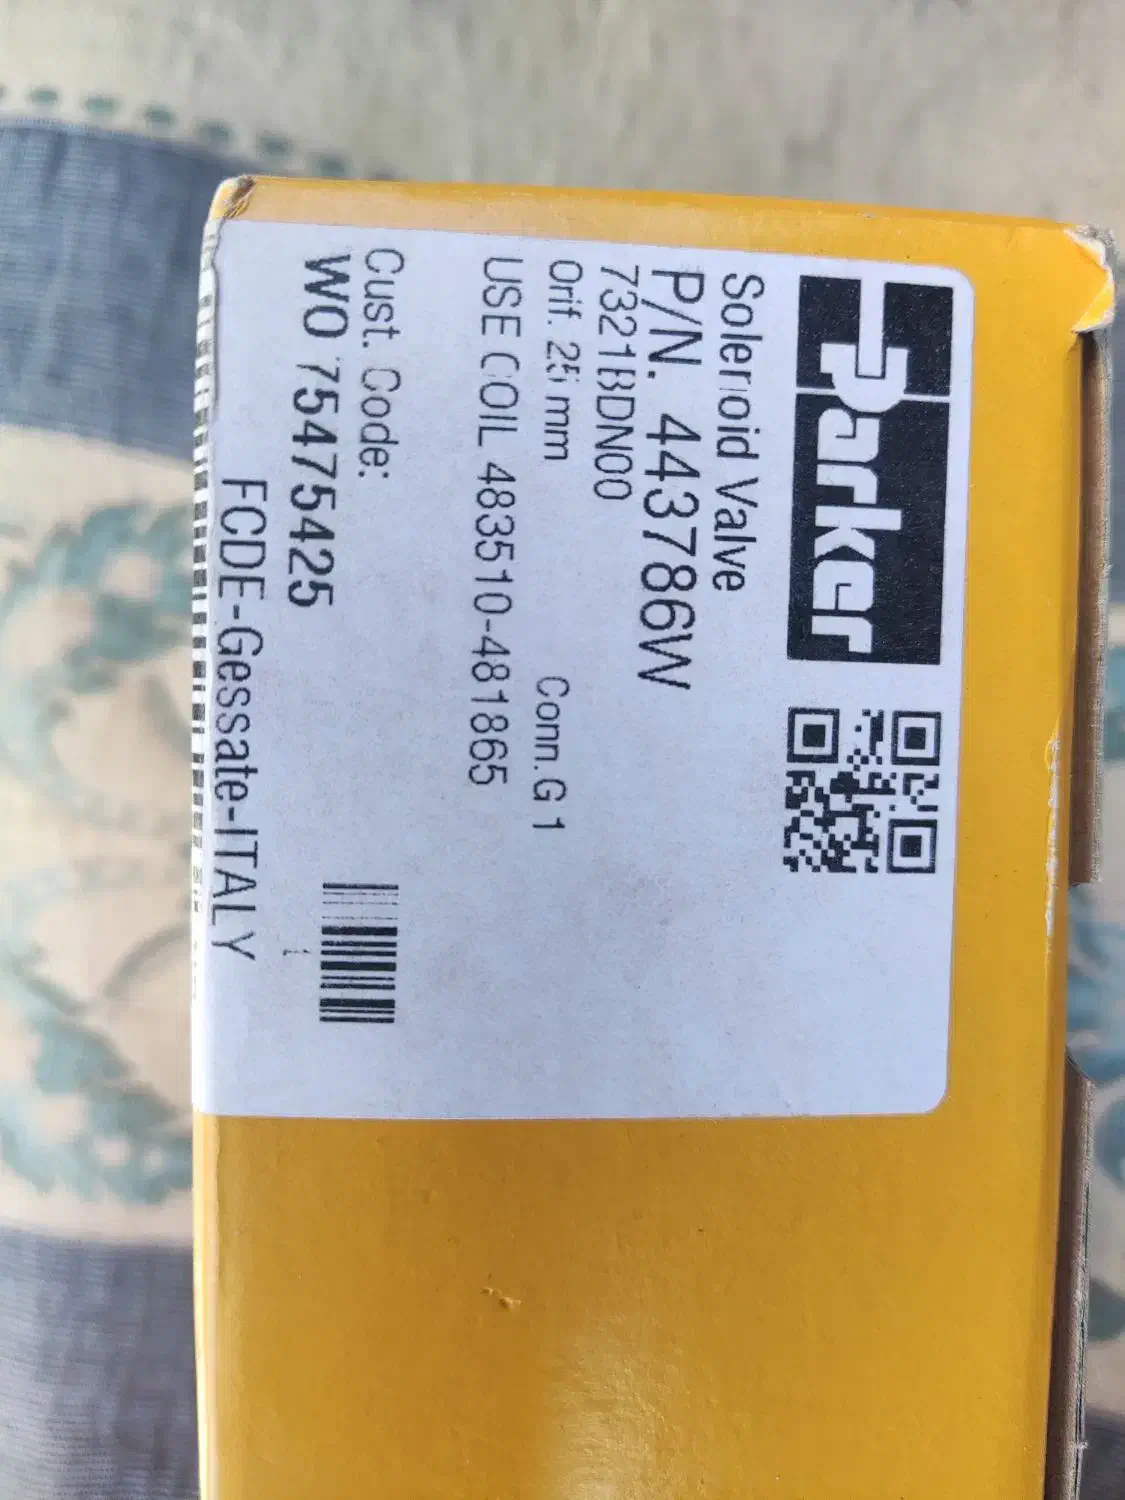 Parker
Solenoid Valve
P/N. 443786W
7321BDN00
Orif. 25 mm Conn. G 1
USE COIL 483510-481865
Cust. Code:
WO 75475425
1
FCDE-Gessate-ITALY